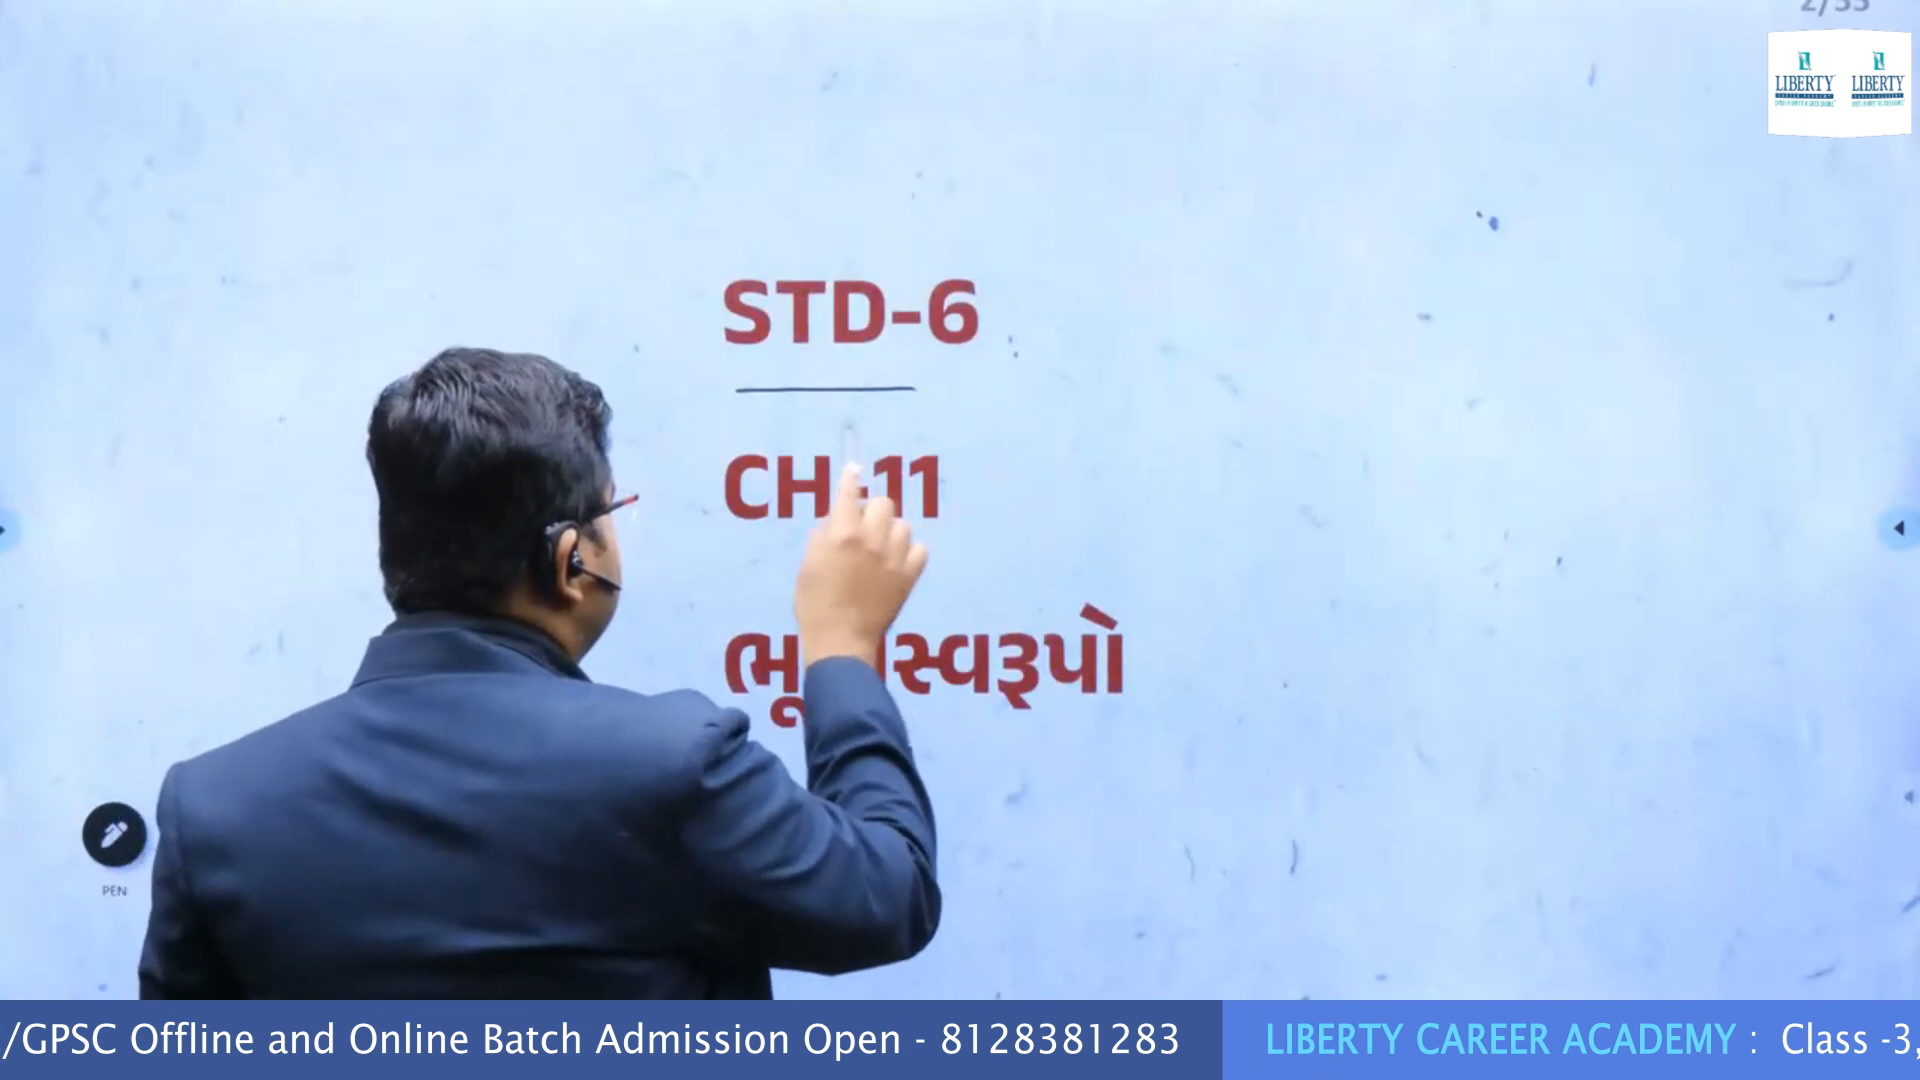 LIBERTY LIBERTY
STD-6
CH-11
PEN
/GPSC Offline and Online Batch Admission Open - 8128381283 LIBERTY CAREER ACADEMY : Class -3,